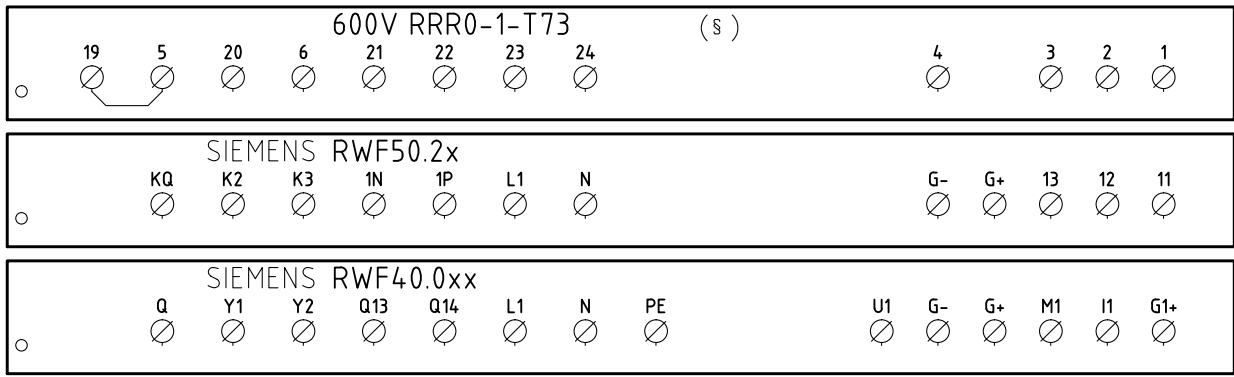 600V RRR0-1-T73 (§)
19 5 20 6 21 22 23 24 4 3 2 1
SIEMENS RWF50.2x
KQ K2 K3 1N 1P L1 N G- G+ 13 12 11
SIEMENS RWF40.0xx
Q Y1 Y2 Q13 Q14 L1 N PE U1 G- G+ M1 I1 G1+